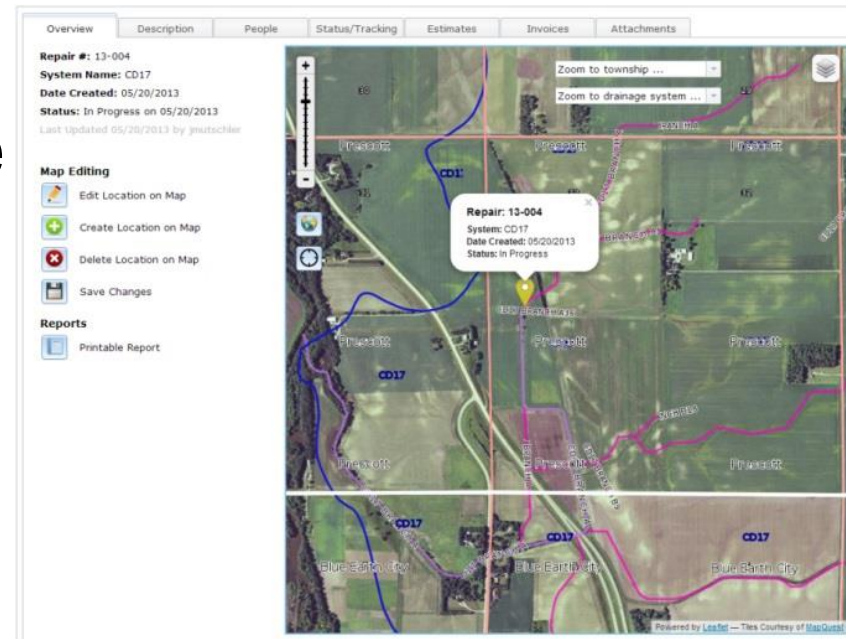 Overview Description People Status/Tracking Estimates Invoices Attachments
e
Repair #: 13-004
System Name: CD17
Date Created: 05/20/2013
Status: In Progress on 05/20/2013
Last Updated 05/20/2013 by jmutschler
Map Editing
Edit Location on Map
Create Location on Map
Delete Location on Map
Save Changes
Reports
Printable Report
+
-
Zoom to township ...
Zoom to drainage system ...
30
29
Prescott Prescott Prescott
31
32
CD17
Repair: 13-004
System: CD17
Date Created: 05/20/2013
Status: In Progress
×
Prescott Prescott Prescott
CD17
Prescott Prescott Prescott
CD17 CD17 CD17
Blue Earth City Blue Earth City Blue Earth City
Powered by Leaflet — Tiles Courtesy of MapQuest